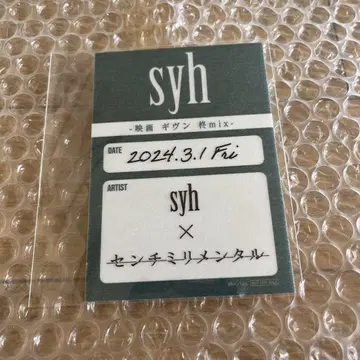 syh
-映画 ギヴン 柊mix-
DATE
2024.3.1 Fri
ARTIST
syh
×
センチミリメンタル